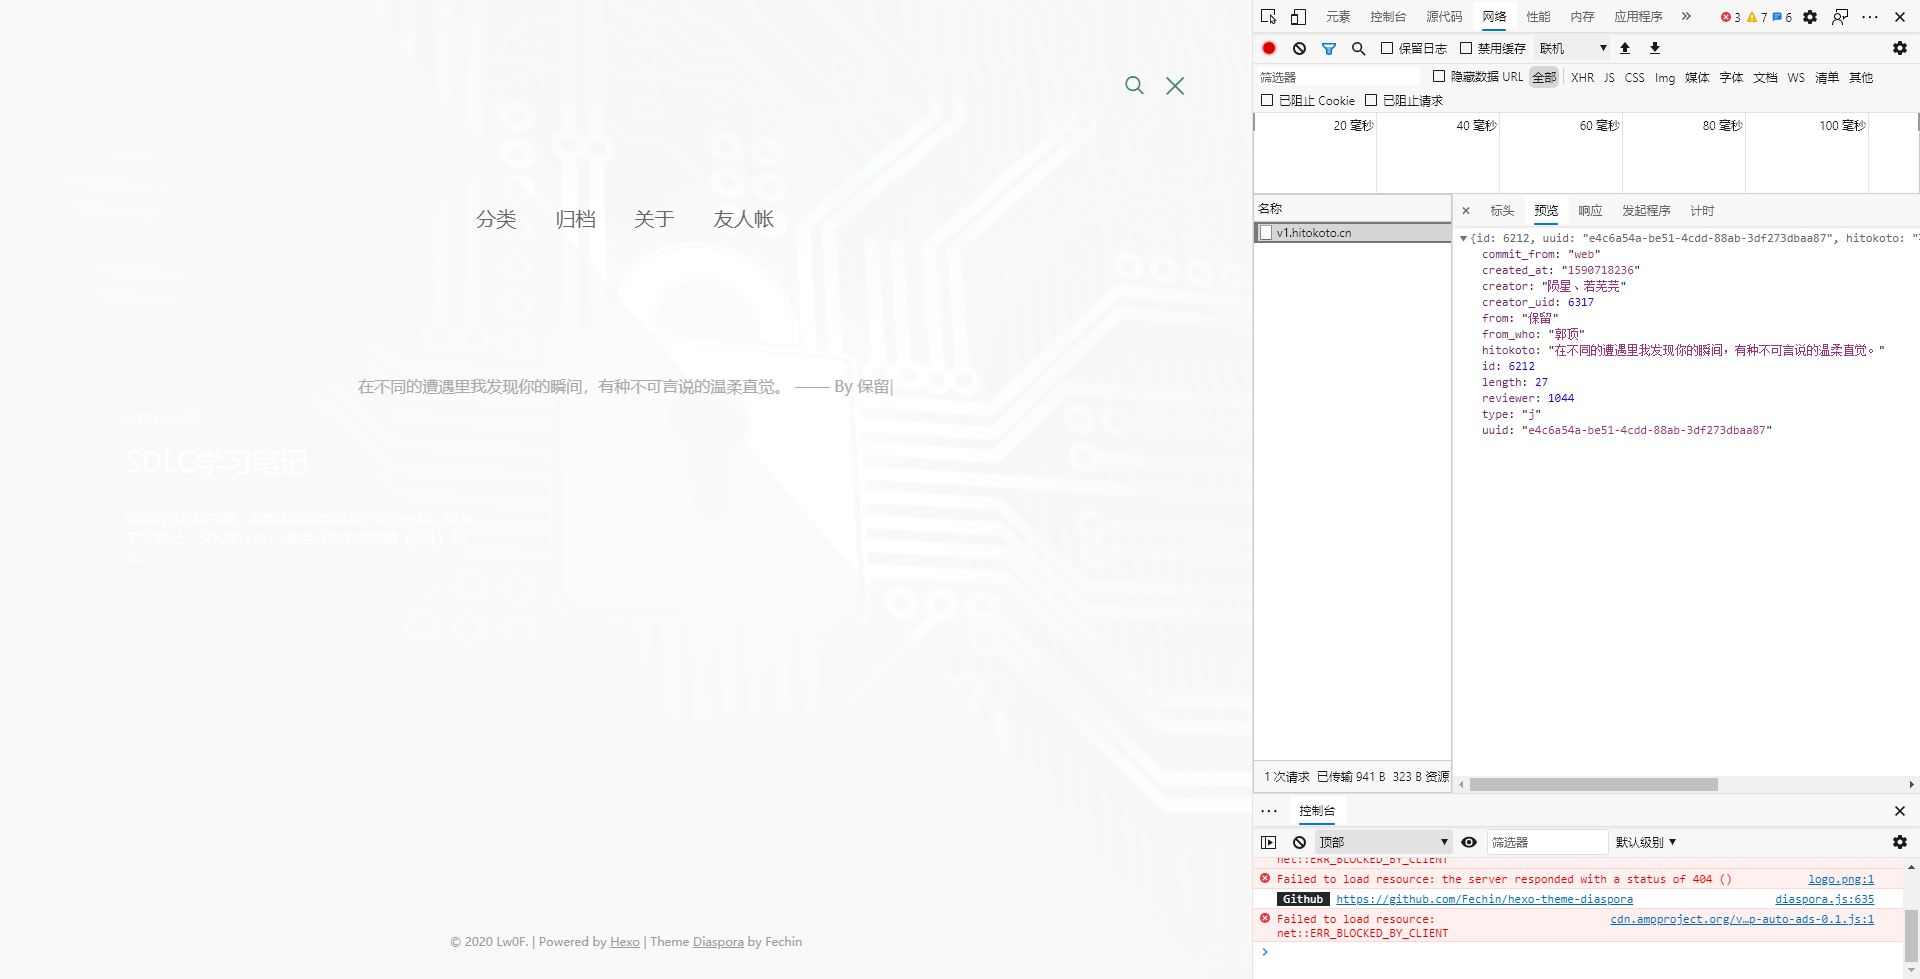 分类 归档 关于 友人帐
在不同的遭遇里我发现你的瞬间，有种不可言说的温柔直觉。 —— By 保留|
SDLC学习笔记
© 2020 Lw0F. | Powered by Hexo | Theme Diaspora by Fechin
元素 控制台 源代码 网络 性能 内存 应用程序 » 3 7 6
保留日志 禁用缓存 联机 ▼
筛选器 隐藏数据 URL 全部 XHR JS CSS Img 媒体 字体 文档 WS 清单 其他
已阻止 Cookie 已阻止请求
20 毫秒 40 毫秒 60 毫秒 80 毫秒 100 毫秒
名称
v1.hitokoto.cn
1 次请求 已传输 941 B 323 B 资源
× 标头 预览 响应 发起程序 计时
▼{id: 6212, uuid: "e4c6a54a-be51-4cdd-88ab-3df273dbaa87", hitokoto: "
commit_from: "web"
created_at: "1590718236"
creator: "陨星、若芜芫"
creator_uid: 6317
from: "保留"
from_who: "郭顶"
hitokoto: "在不同的遭遇里我发现你的瞬间，有种不可言说的温柔直觉。"
id: 6212
length: 27
reviewer: 1044
type: "j"
uuid: "e4c6a54a-be51-4cdd-88ab-3df273dbaa87"
控制台
顶部 ▼ 筛选器 默认级别 ▼
net::ERR_BLOCKED_BY_CLIENT
Failed to load resource: the server responded with a status of 404 () logo.png:1
Github https://github.com/Fechin/hexo-theme-diaspora diaspora.js:635
Failed to load resource: cdn.ampproject.org/v…p-auto-ads-0.1.js:1
net::ERR_BLOCKED_BY_CLIENT